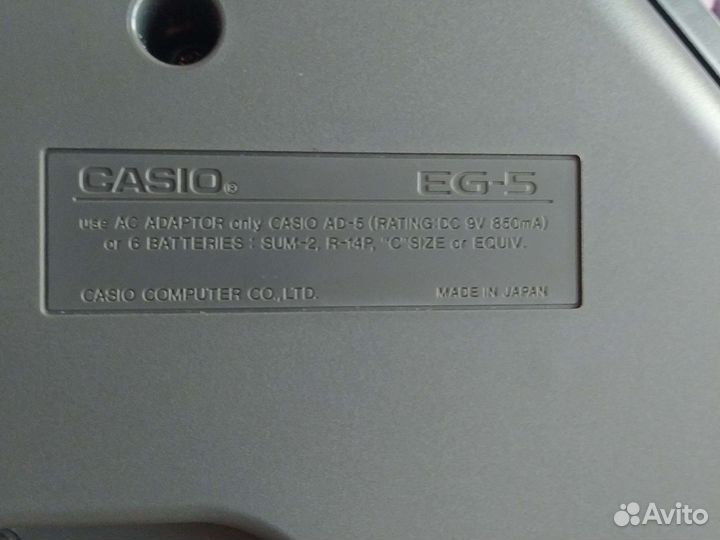 CASIO® EG-5
use AC ADAPTOR only CASIO AD-5 (RATING:DC 9V 850mA)
or 6 BATTERIES : SUM-2, R-14P, "C"SIZE or EQUIV.
CASIO COMPUTER CO.,LTD. MADE IN JAPAN
Avito